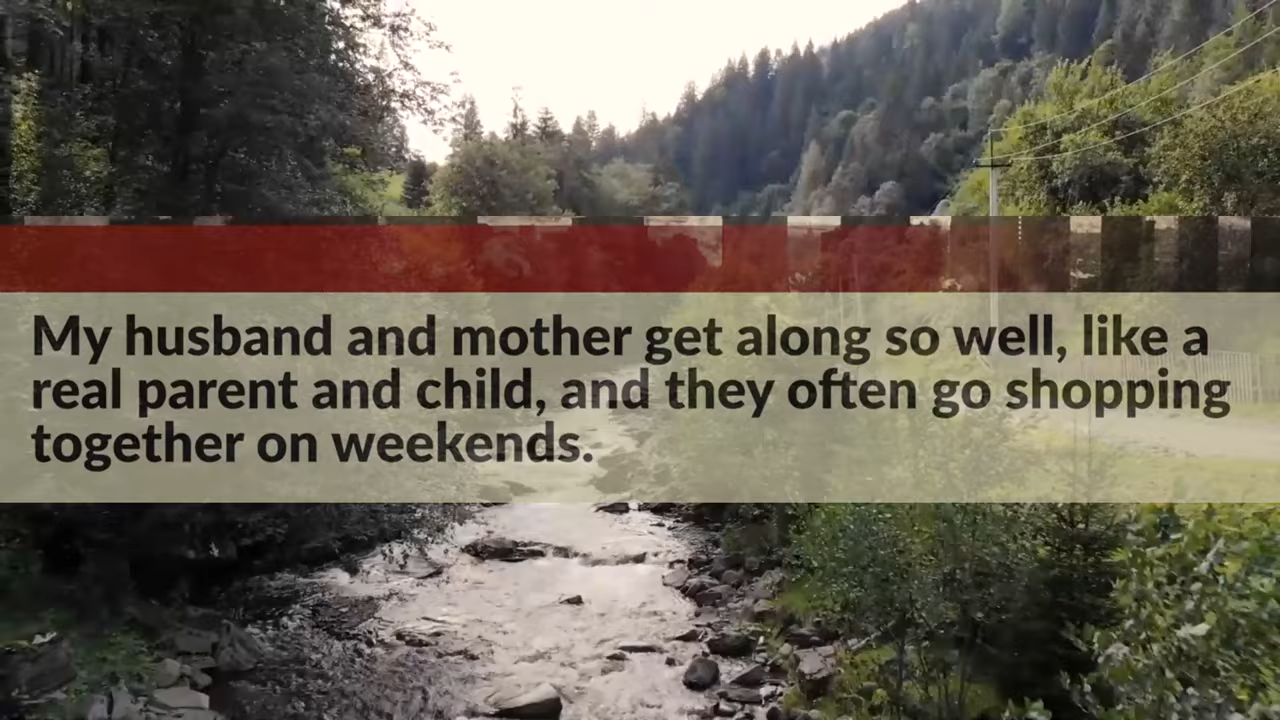 My husband and mother get along so well, like a
real parent and child, and they often go shopping
together on weekends.